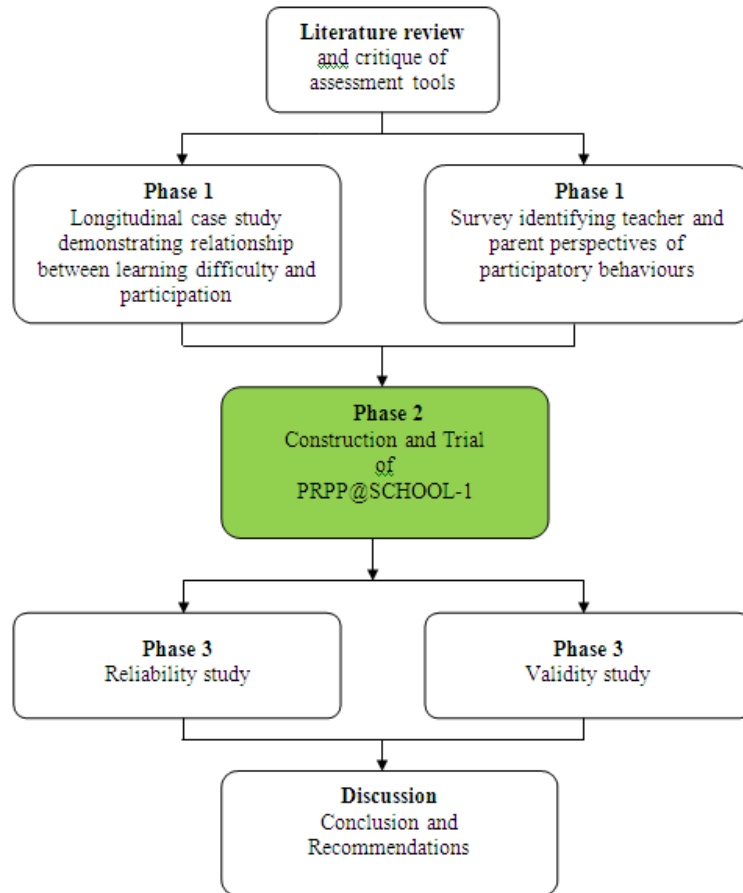 Literature review
and critique of
assessment tools
Phase 1
Longitudinal case study
demonstrating relationship
between learning difficulty and
participation
Phase 1
Survey identifying teacher and
parent perspectives of
participatory behaviours
Phase 2
Construction and Trial
of
PRPP@SCHOOL-1
Phase 3
Reliability study
Phase 3
Validity study
Discussion
Conclusion and
Recommendations